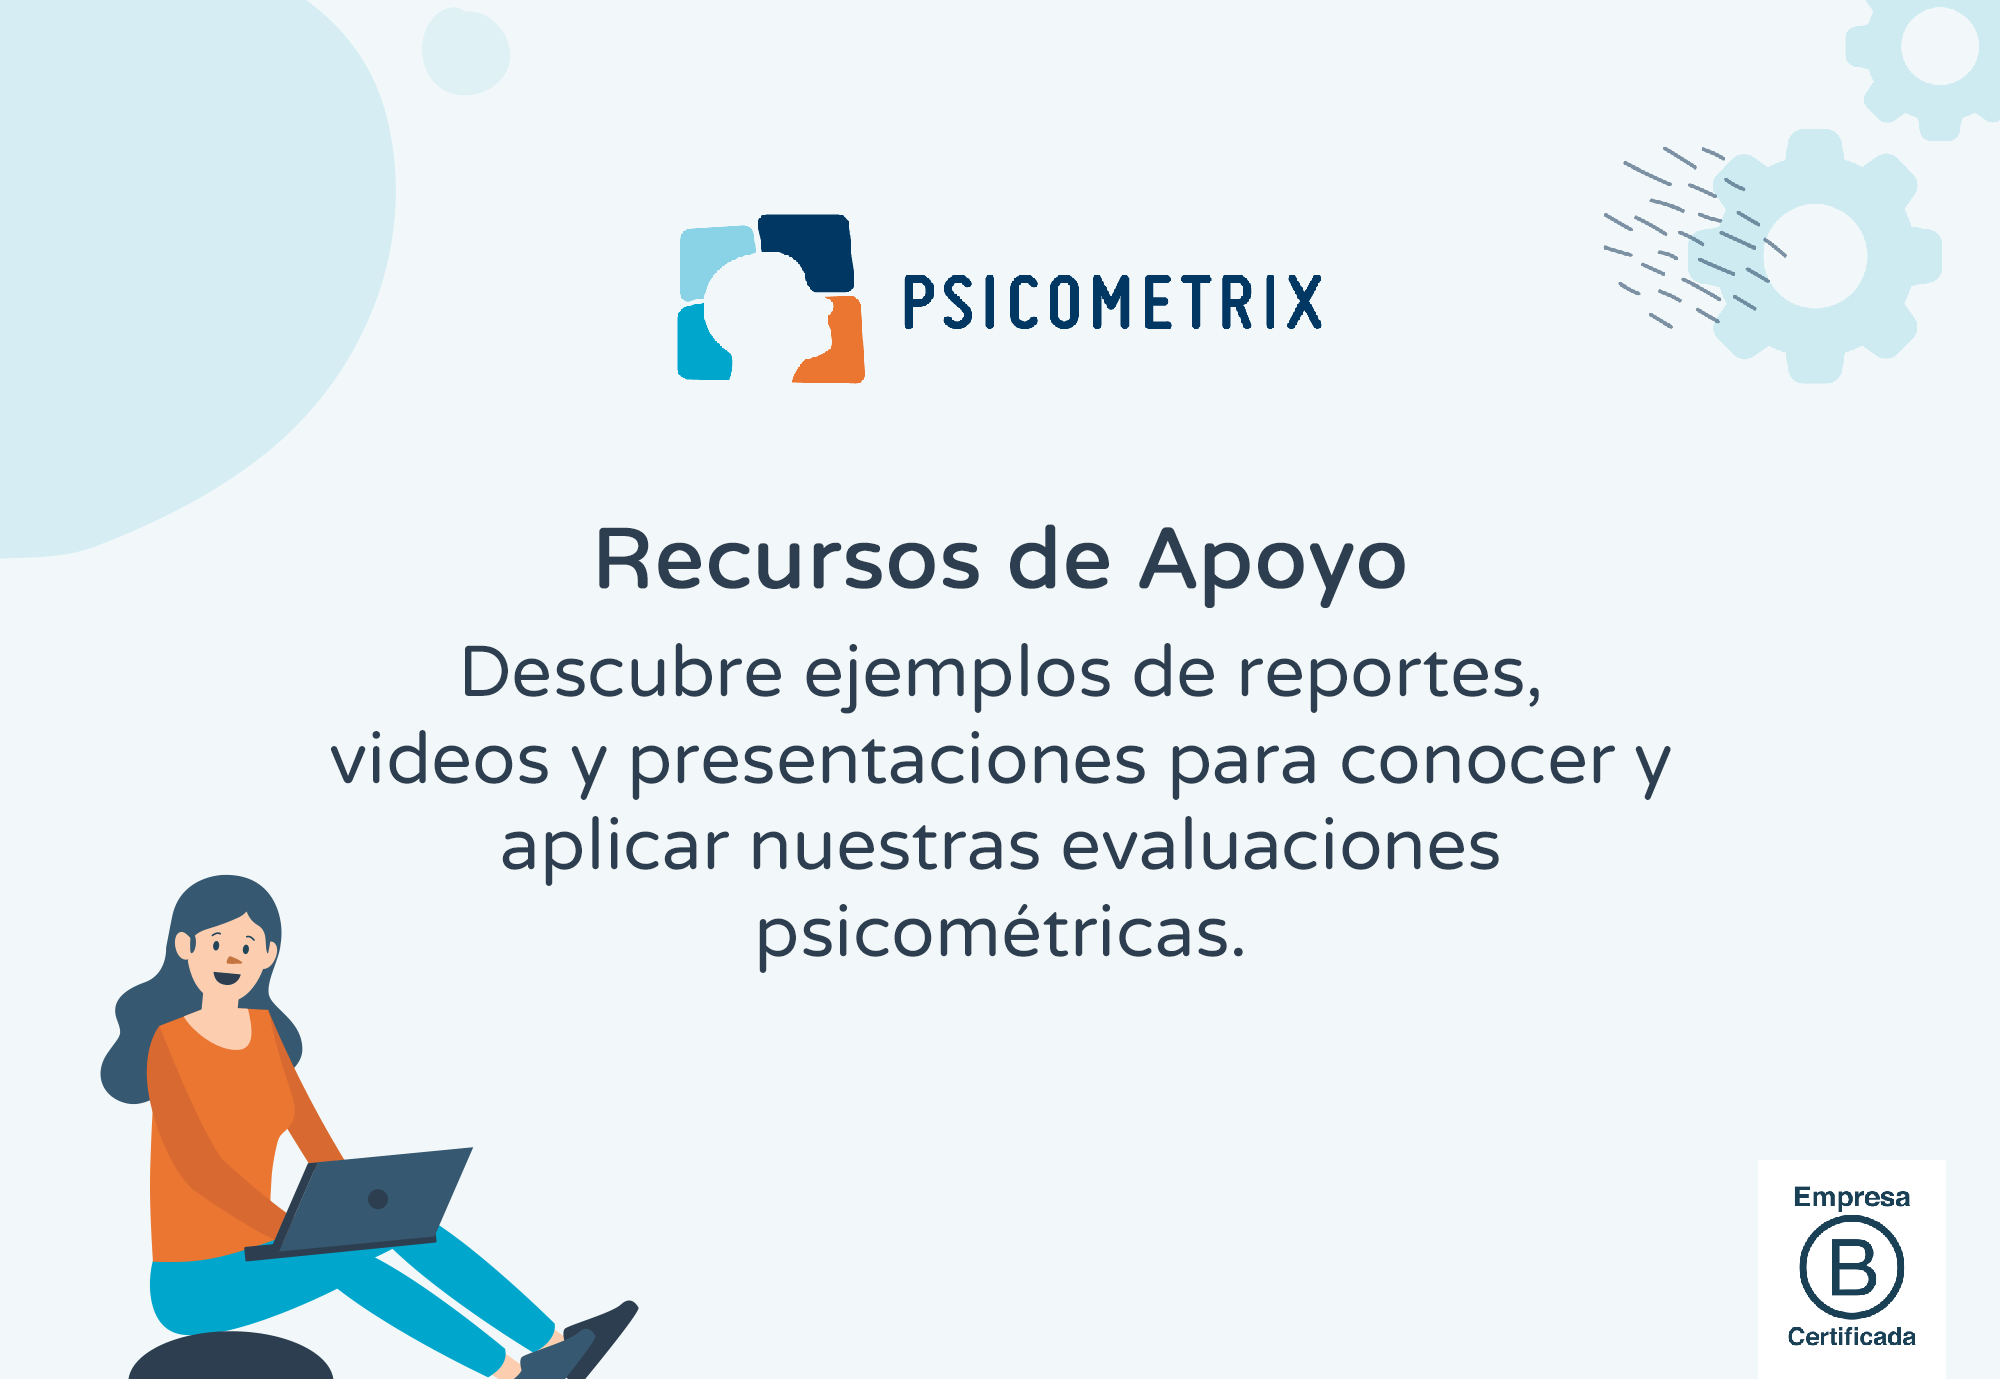 PSICOMETRIX
Recursos de Apoyo
Descubre ejemplos de reportes,
videos y presentaciones para conocer y
aplicar nuestras evaluaciones
psicométricas.
Empresa
B
Certificada